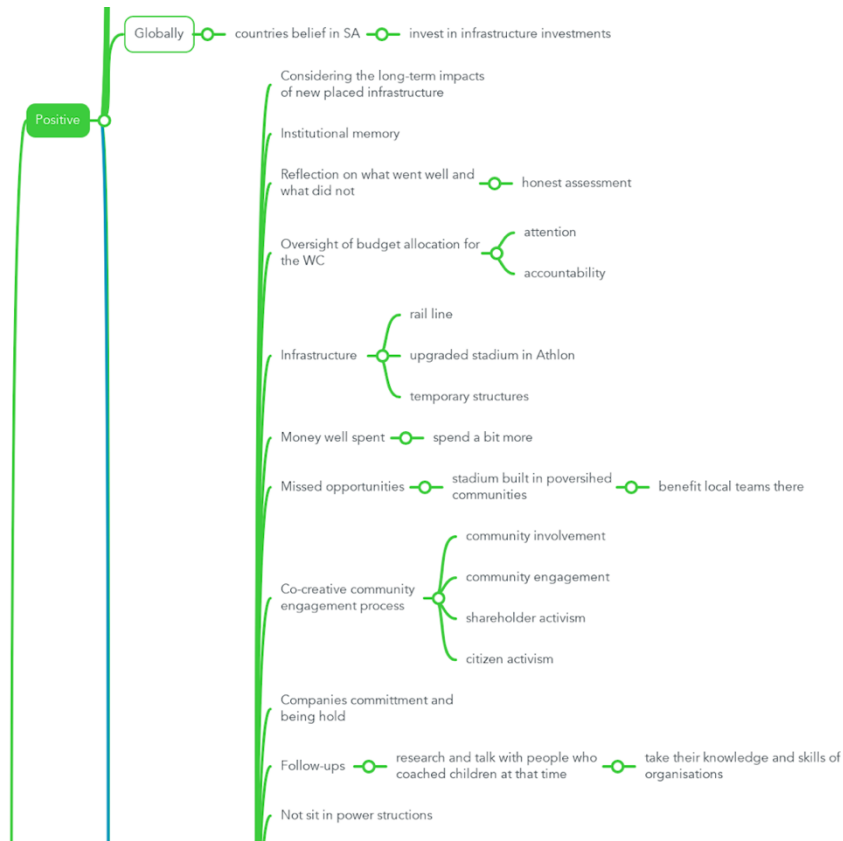 Globally
countries belief in SA
invest in infrastructure investments
Positive
Considering the long-term impacts
of new placed infrastructure
Institutional memory
Reflection on what went well and
what did not
honest assessment
Oversight of budget allocation for
the WC
attention
accountability
Infrastructure
rail line
upgraded stadium in Athlon
temporary structures
Money well spent
spend a bit more
Missed opportunities
stadium built in poversihed
communities
benefit local teams there
Co-creative community
engagement process
community involvement
community engagement
shareholder activism
citizen activism
Companies committment and
being hold
Follow-ups
research and talk with people who
coached children at that time
take their knowledge and skills of
organisations
Not sit in power structions